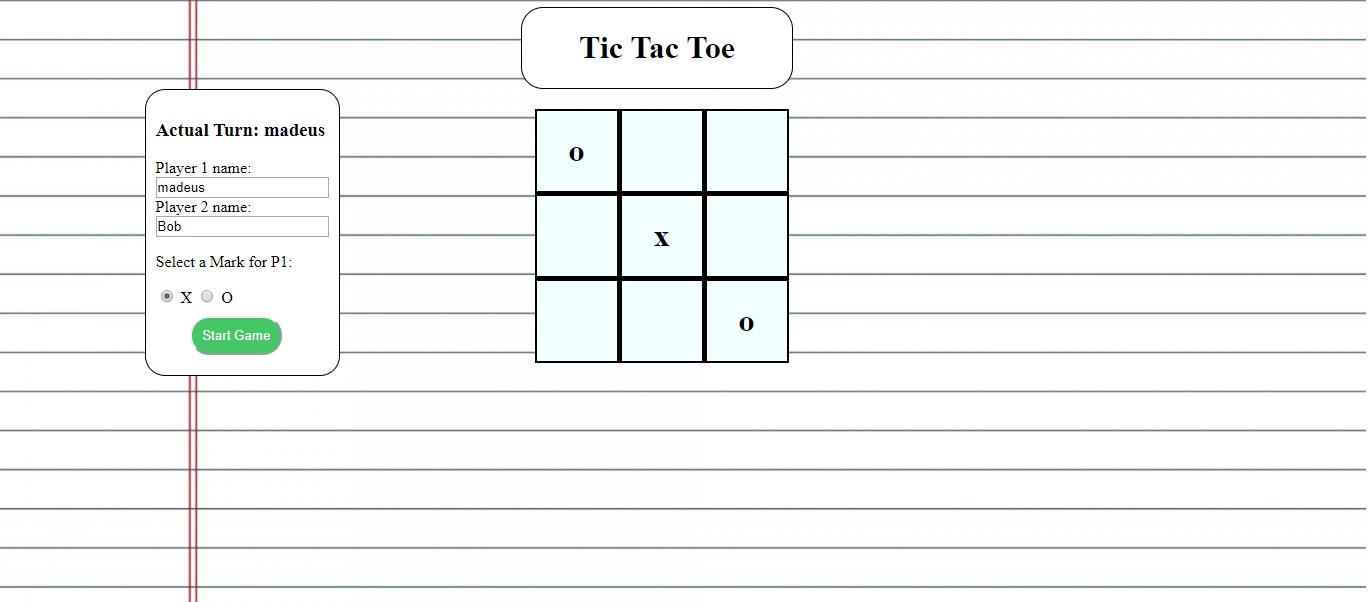 Tic Tac Toe
Actual Turn: madeus
Player 1 name:
madeus
Player 2 name:
Bob
Select a Mark for P1:
X O
Start Game
o
x
o